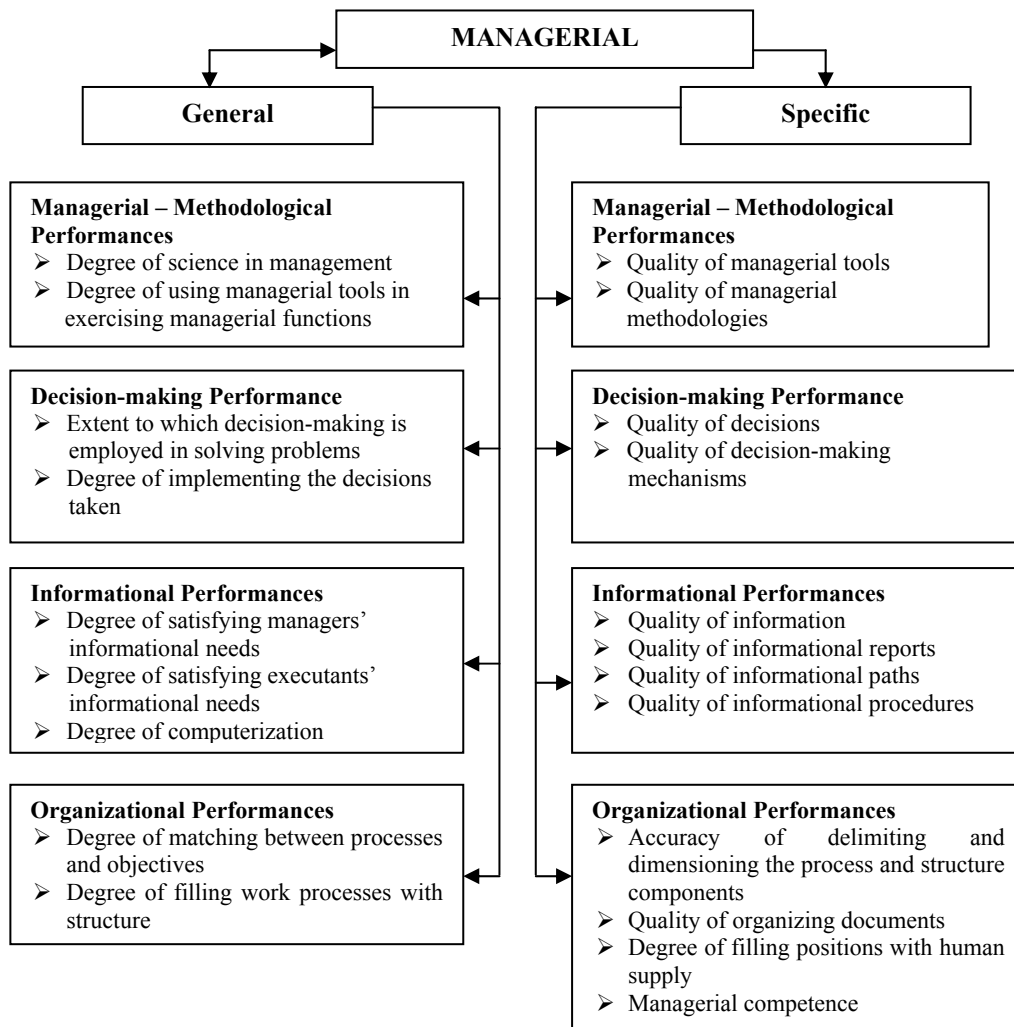 MANAGERIAL
General
Specific
Managerial – Methodological
Performances
➢ Degree of science in management
➢ Degree of using managerial tools in
exercising managerial functions
Managerial – Methodological
Performances
➢ Quality of managerial tools
➢ Quality of managerial
methodologies
Decision-making Performance
➢ Extent to which decision-making is
employed in solving problems
➢ Degree of implementing the decisions
taken
Decision-making Performance
➢ Quality of decisions
➢ Quality of decision-making
mechanisms
Informational Performances
➢ Degree of satisfying managers’
informational needs
➢ Degree of satisfying executants’
informational needs
➢ Degree of computerization
Informational Performances
➢ Quality of information
➢ Quality of informational reports
➢ Quality of informational paths
➢ Quality of informational procedures
Organizational Performances
➢ Degree of matching between processes
and objectives
➢ Degree of filling work processes with
structure
Organizational Performances
➢ Accuracy of delimiting and
dimensioning the process and structure
components
➢ Quality of organizing documents
➢ Degree of filling positions with human
supply
➢ Managerial competence